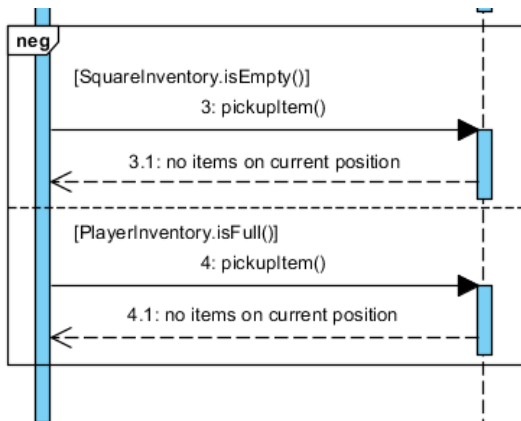 neg
[SquareInventory.isEmpty()]
3: pickupItem()
3.1: no items on current position
[PlayerInventory.isFull()]
4: pickupItem()
4.1: no items on current position